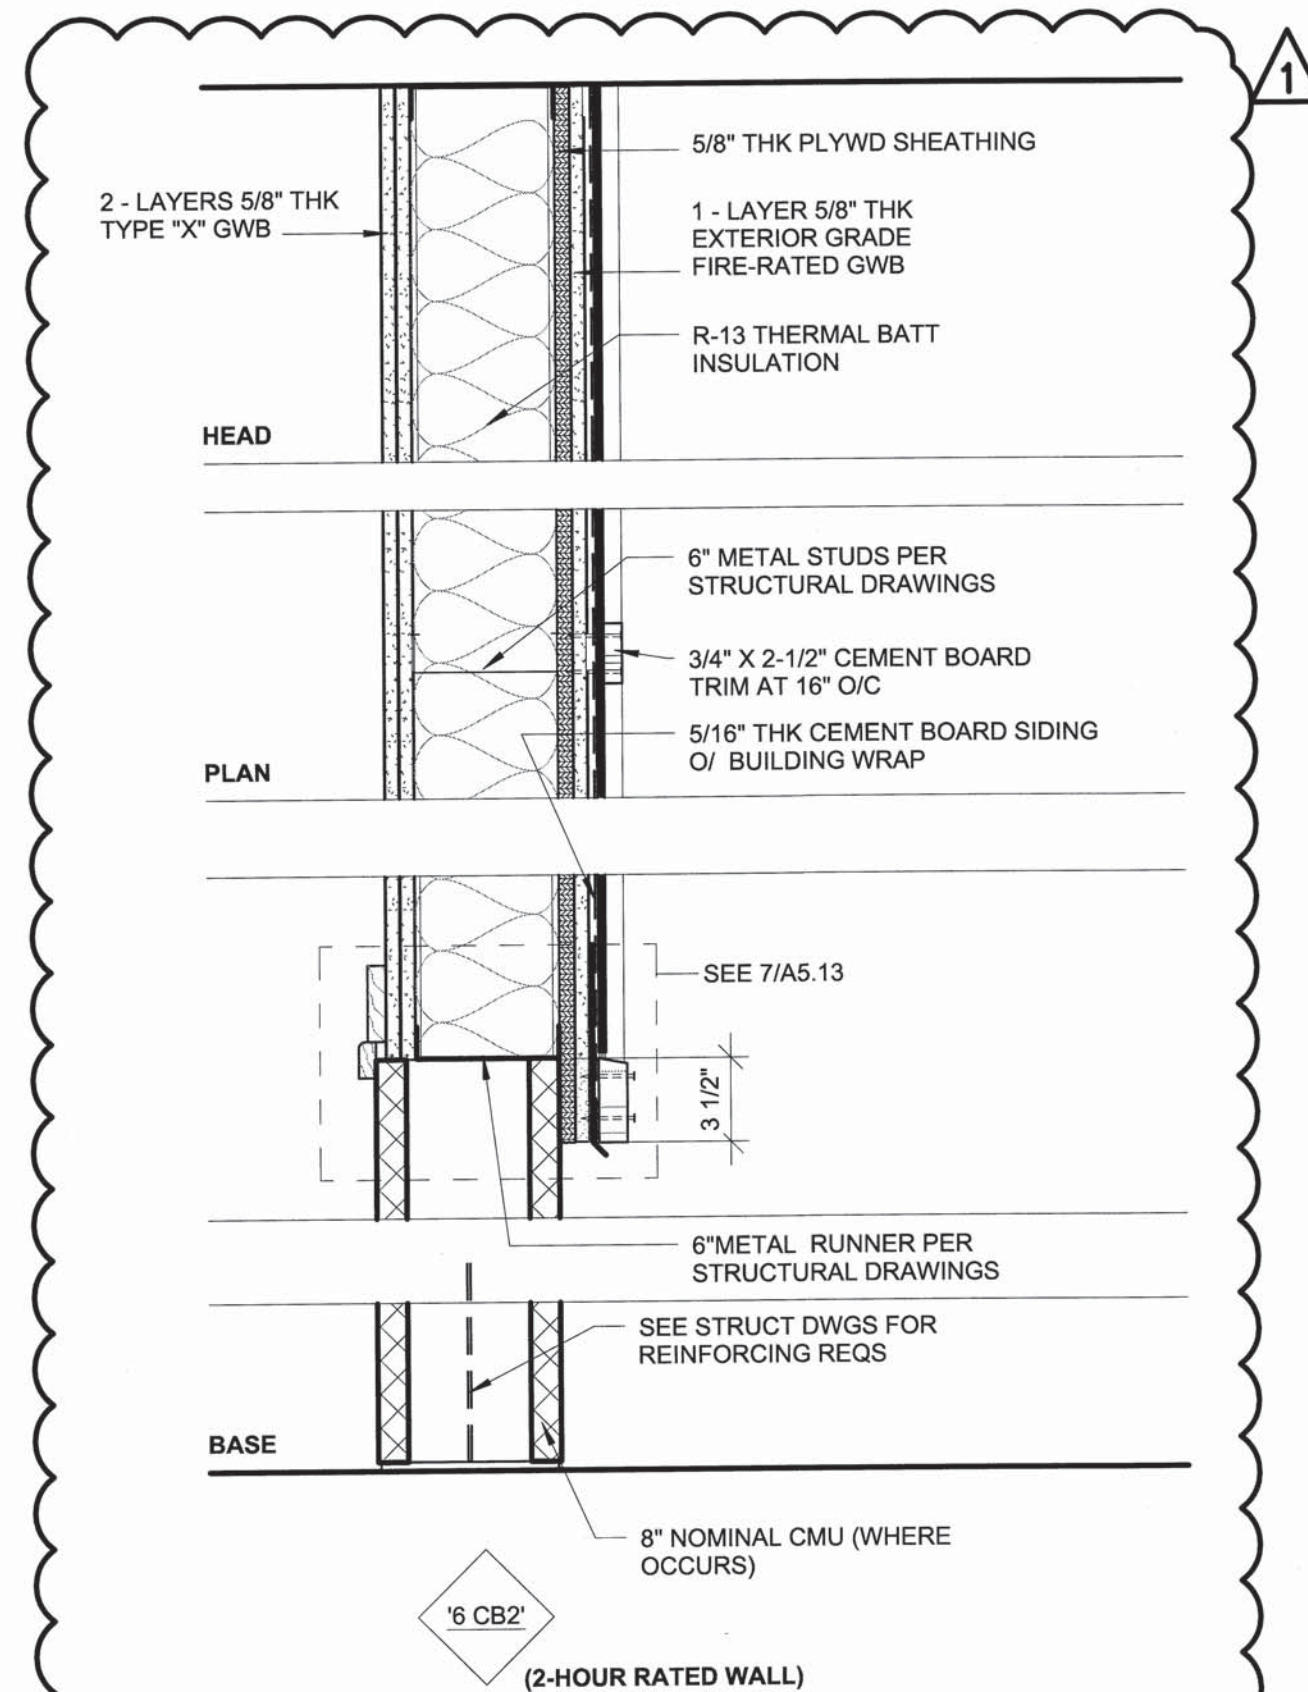 1
5/8" THK PLYWD SHEATHING
2 - LAYERS 5/8" THK
TYPE "X" GWB
1 - LAYER 5/8" THK
EXTERIOR GRADE
FIRE-RATED GWB
R-13 THERMAL BATT
INSULATION
HEAD
6" METAL STUDS PER
STRUCTURAL DRAWINGS
3/4" X 2-1/2" CEMENT BOARD
TRIM AT 16" O/C
5/16" THK CEMENT BOARD SIDING
O/ BUILDING WRAP
PLAN
SEE 7/A5.13
3 1/2"
6"METAL RUNNER PER
STRUCTURAL DRAWINGS
SEE STRUCT DWGS FOR
REINFORCING REQS
BASE
8" NOMINAL CMU (WHERE
OCCURS)
'6 CB2'
(2-HOUR RATED WALL)